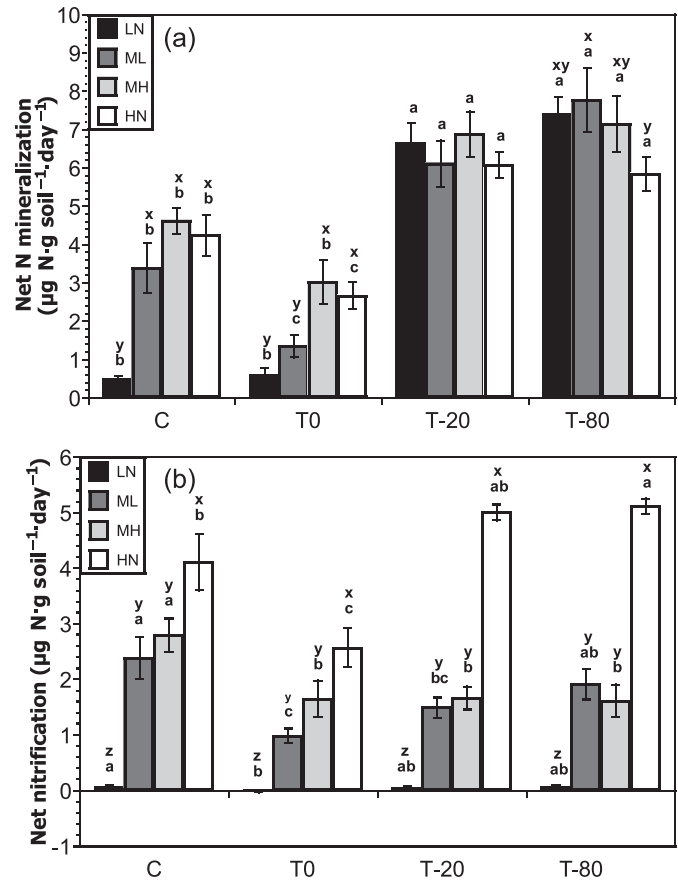 Net N mineralization
(µg N·g soil⁻¹·day⁻¹)
(a)
LN
ML
MH
HN
10
9
8
7
6
5
4
3
2
1
0
y
b
x
b
x
b
x
b
y
b
y
c
x
b
x
c
a
a
a
a
xy
a
x
a
xy
a
y
a
C T0 T-20 T-80
Net nitrification (µg N·g soil⁻¹·day⁻¹)
(b)
LN
ML
MH
HN
6
5
4
3
2
1
0
-1
z
a
y
a
y
a
x
b
z
b
y
c
y
b
x
c
z
ab
y
bc
y
b
x
ab
z
ab
y
ab
y
b
x
a
C T0 T-20 T-80